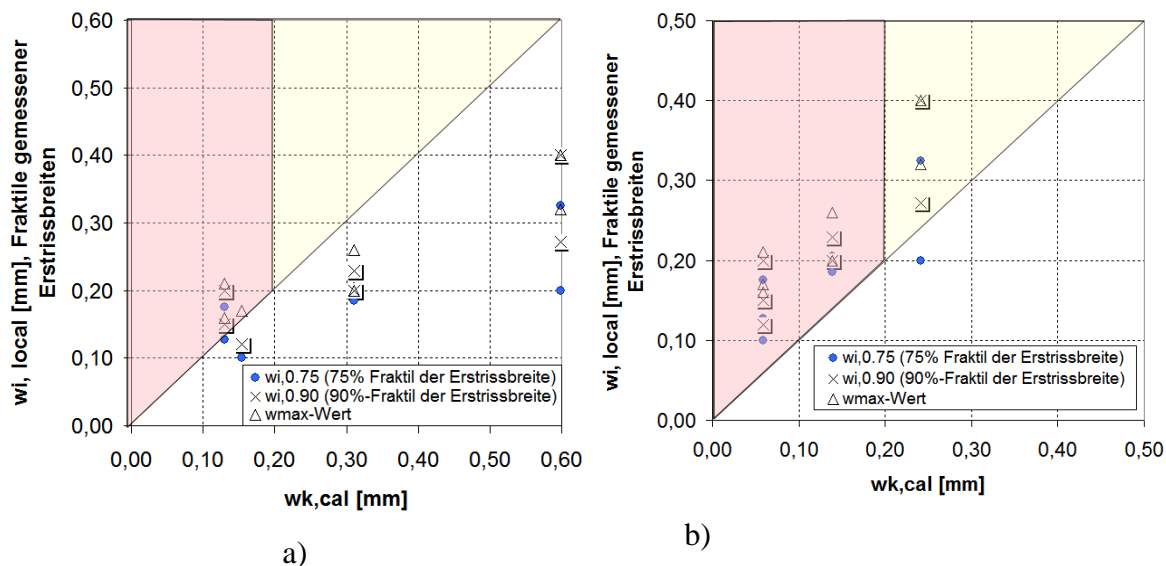 wi, local [mm], Fraktile gemessener
Erstrissbreiten
0,60
0,50
0,40
0,30
0,20
0,10
0,00
wi,0.75 (75% Fraktil der Erstrissbreite)
wi,0.90 (90%-Fraktil der Erstrissbreite)
wmax-Wert
0,00 0,10 0,20 0,30 0,40 0,50 0,60
wk,cal [mm]
a)
wi, local [mm], Fraktile gemessener
Erstrissbreiten
0,50
0,40
0,30
0,20
0,10
0,00
wi,0.75 (75% Fraktil der Erstrissbreite)
wi,0.90 (90%-Fraktil der Erstrissbreite)
wmax-Wert
0,00 0,10 0,20 0,30 0,40 0,50
wk,cal [mm]
b)